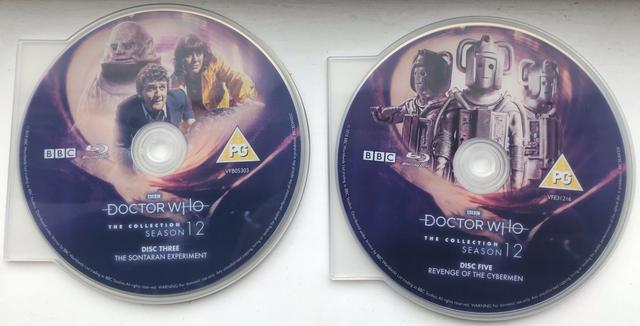 BBC
PG
VFB05303
BBC
DOCTOR WHO
THE COLLECTION
SEASON 12
DISC THREE
THE SONTARAN EXPERIMENT
BBC
PG
VFE31216
BBC
DOCTOR WHO
THE COLLECTION
SEASON 12
DISC FIVE
REVENGE OF THE CYBERMEN